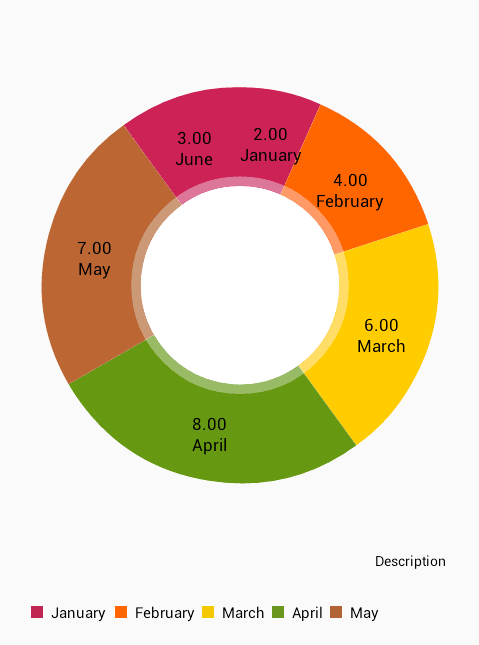 3.00
June
2.00
January
4.00
February
7.00
May
6.00
March
8.00
April
Description
January February March April May